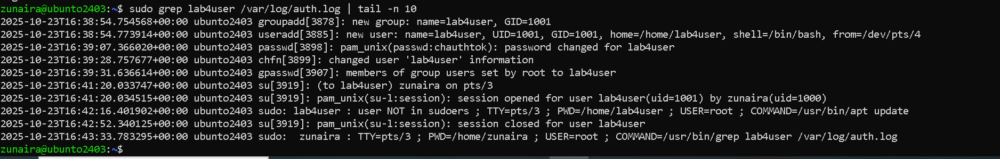 zunaira@ubunto2403:~$ sudo grep lab4user /var/log/auth.log | tail -n 10
2025-10-23T16:38:54.754568+00:00 ubunto2403 groupadd[3878]: new group: name=lab4user, GID=1001
2025-10-23T16:38:54.773914+00:00 ubunto2403 useradd[3885]: new user: name=lab4user, UID=1001, GID=1001, home=/home/lab4user, shell=/bin/bash, from=/dev/pts/4
2025-10-23T16:39:07.366020+00:00 ubunto2403 passwd[3898]: pam_unix(passwd:chauthtok): password changed for lab4user
2025-10-23T16:39:28.757677+00:00 ubunto2403 chfn[3899]: changed user 'lab4user' information
2025-10-23T16:39:31.636614+00:00 ubunto2403 gpasswd[3907]: members of group users set by root to lab4user
2025-10-23T16:41:20.033747+00:00 ubunto2403 su[3919]: (to lab4user) zunaira on pts/3
2025-10-23T16:41:20.034515+00:00 ubunto2403 su[3919]: pam_unix(su-l:session): session opened for user lab4user(uid=1001) by zunaira(uid=1000)
2025-10-23T16:42:16.401902+00:00 ubunto2403 sudo: lab4user : user NOT in sudoers ; TTY=pts/3 ; PWD=/home/lab4user ; USER=root ; COMMAND=/usr/bin/apt update
2025-10-23T16:42:52.340125+00:00 ubunto2403 su[3919]: pam_unix(su-l:session): session closed for user lab4user
2025-10-23T16:43:33.783295+00:00 ubunto2403 sudo:  zunaira : TTY=pts/3 ; PWD=/home/zunaira ; USER=root ; COMMAND=/usr/bin/grep lab4user /var/log/auth.log
zunaira@ubunto2403:~$